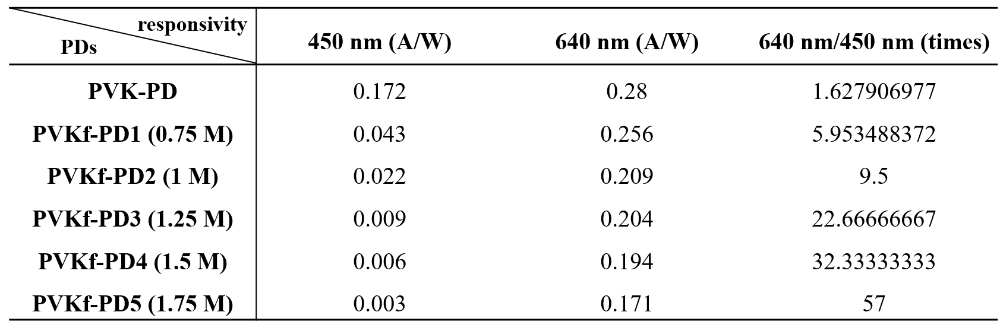 responsivity
PDs
450 nm (A/W) 640 nm (A/W) 640 nm/450 nm (times)
PVK-PD 0.172 0.28 1.627906977
PVKf-PD1 (0.75 M) 0.043 0.256 5.953488372
PVKf-PD2 (1 M) 0.022 0.209 9.5
PVKf-PD3 (1.25 M) 0.009 0.204 22.66666667
PVKf-PD4 (1.5 M) 0.006 0.194 32.33333333
PVKf-PD5 (1.75 M) 0.003 0.171 57